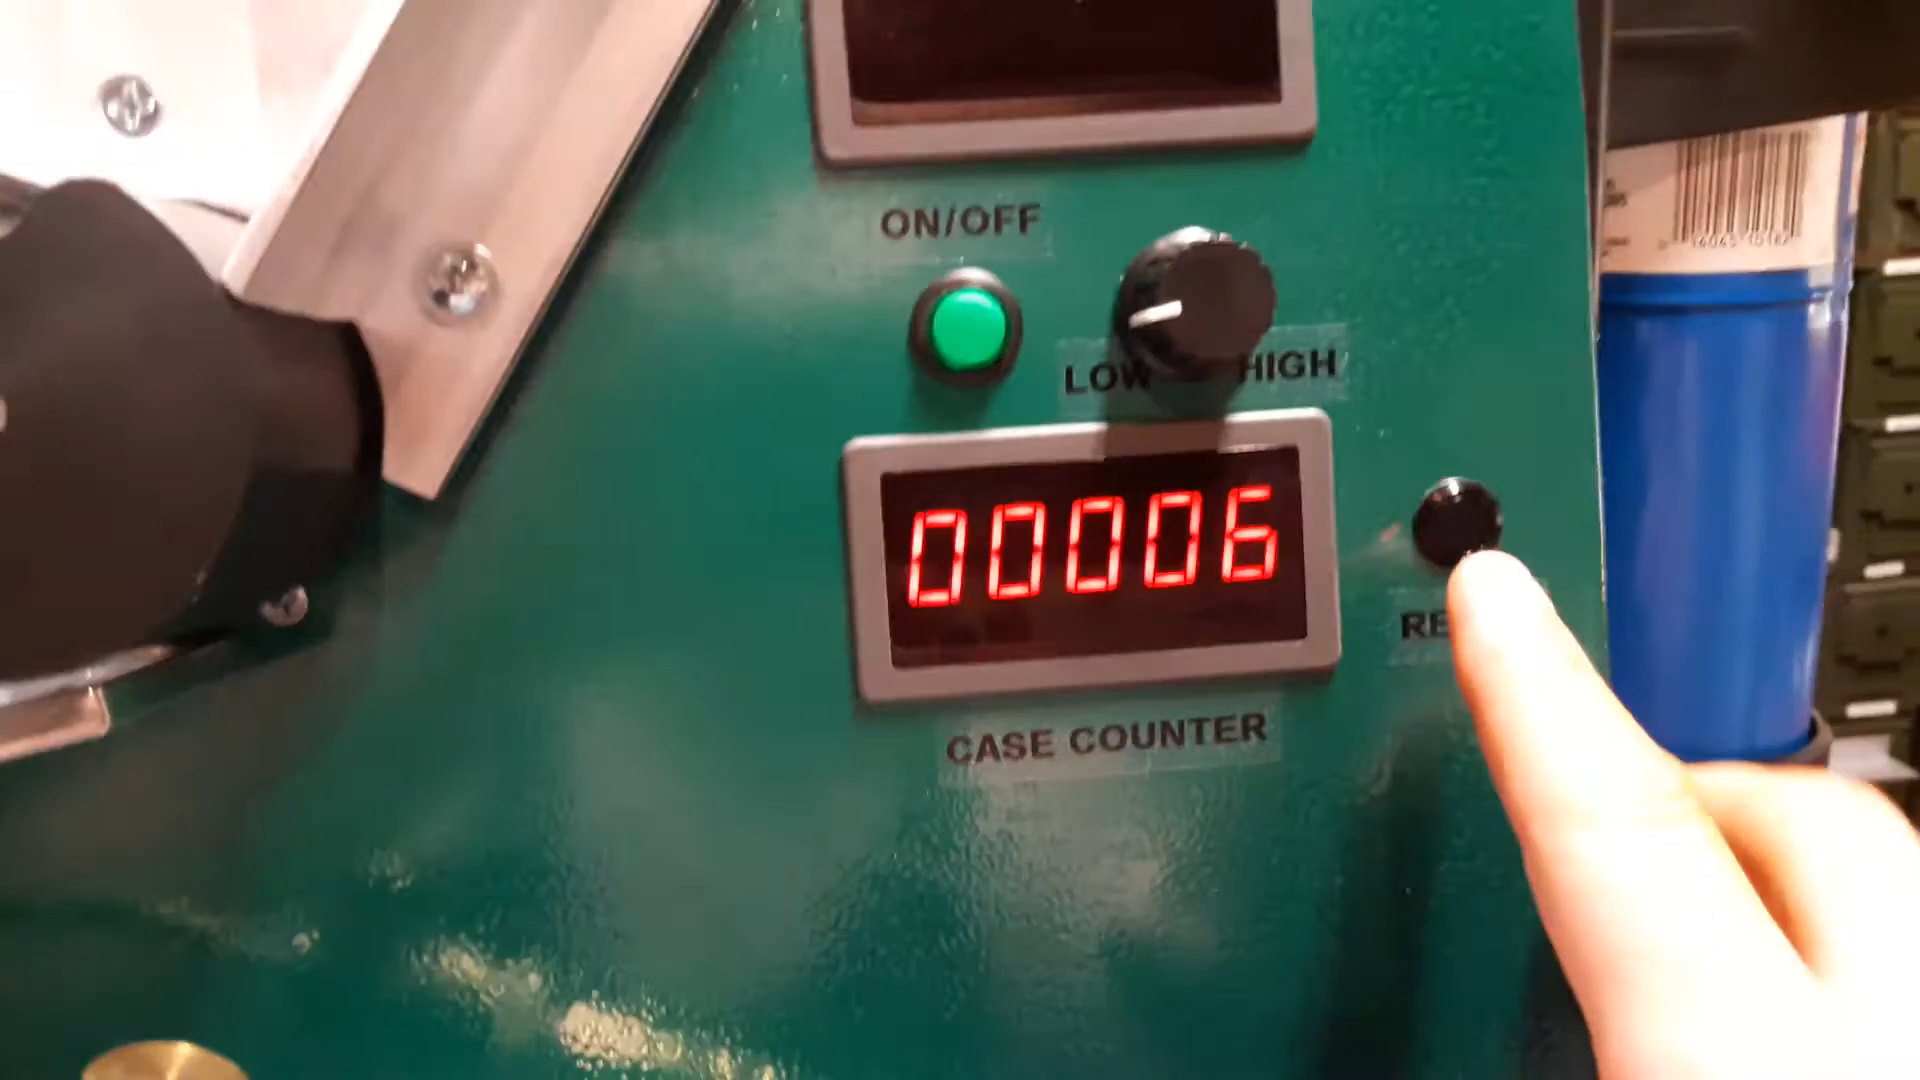 ON/OFF
LOW HIGH
00006
RE
CASE COUNTER